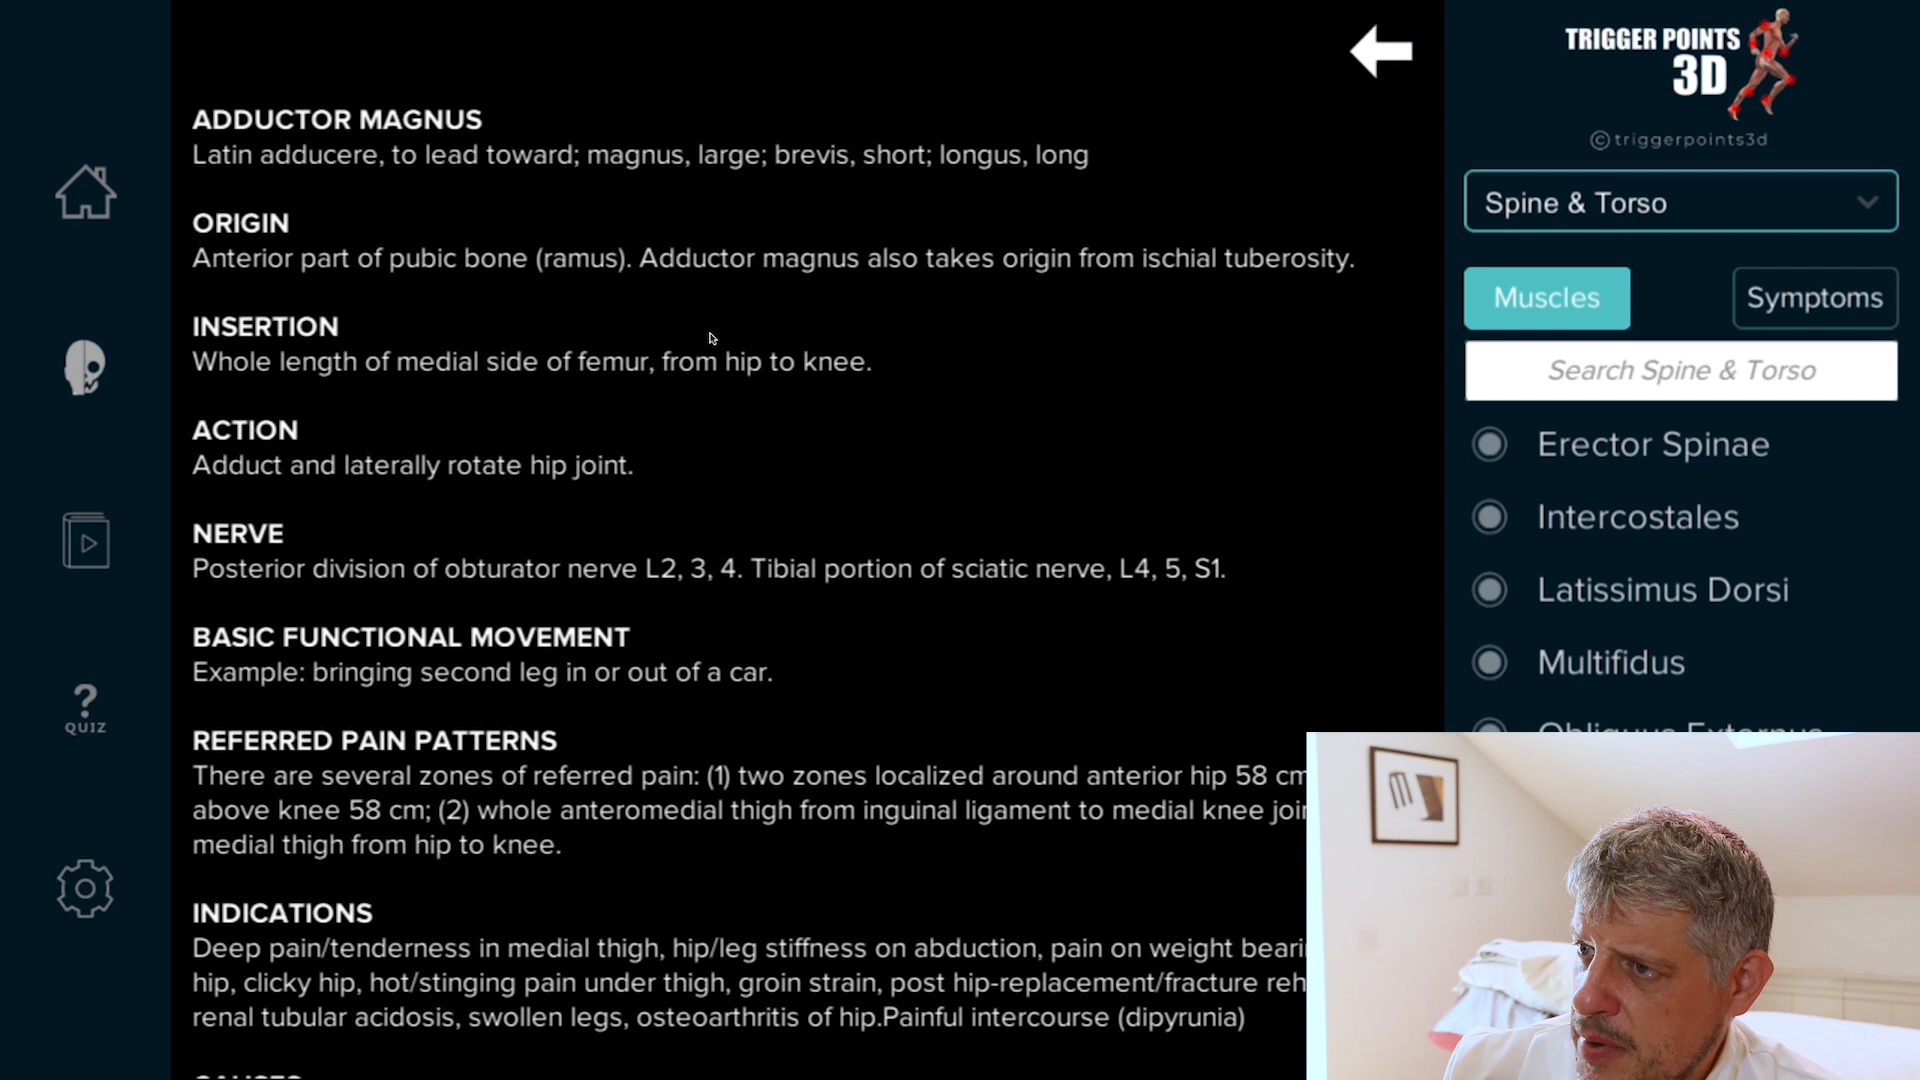 ADDUCTOR MAGNUS
Latin adducere, to lead toward; magnus, large; brevis, short; longus, long
ORIGIN
Anterior part of pubic bone (ramus). Adductor magnus also takes origin from ischial tuberosity.
INSERTION
Whole length of medial side of femur, from hip to knee.
ACTION
Adduct and laterally rotate hip joint.
NERVE
Posterior division of obturator nerve L2, 3, 4. Tibial portion of sciatic nerve, L4, 5, S1.
BASIC FUNCTIONAL MOVEMENT
Example: bringing second leg in or out of a car.
REFERRED PAIN PATTERNS
There are several zones of referred pain: (1) two zones localized around anterior hip 58 cm
above knee 58 cm; (2) whole anteromedial thigh from inguinal ligament to medial knee
medial thigh from hip to knee.
INDICATIONS
Deep pain/tenderness in medial thigh, hip/leg stiffness on abduction, pain on weight
hip, clicky hip, hot/stinging pain under thigh, groin strain, post hip-replacement/fracture
renal tubular acidosis, swollen legs, osteoarthritis of hip.Painful intercourse (dipyrunia)
QUIZ
TRIGGER POINTS
3D
©triggerpoints3d
Spine & Torso
Muscles
Symptoms
Search Spine & Torso
Erector Spinae
Intercostales
Latissimus Dorsi
Multifidus